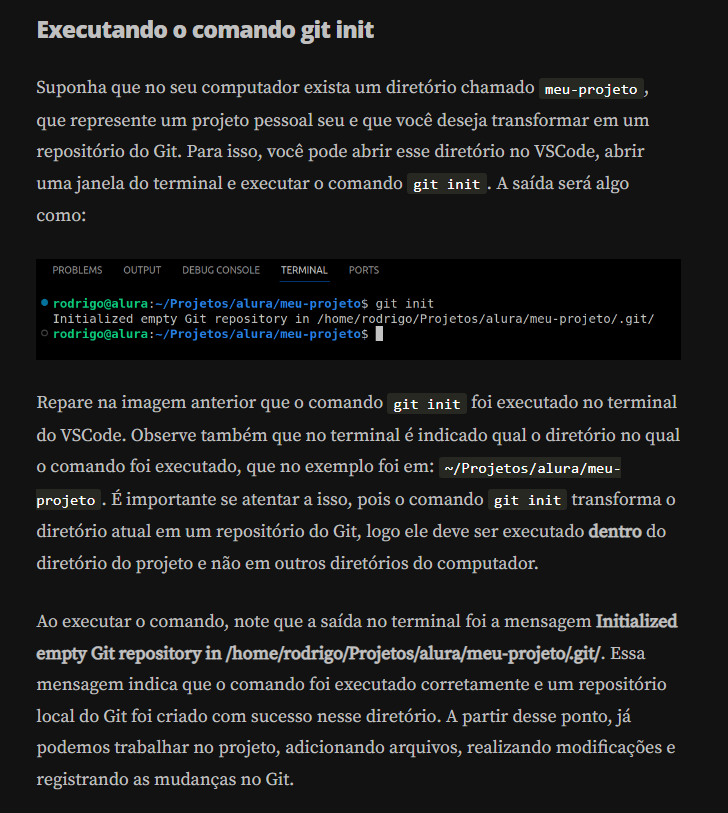 Executando o comando git init
Suponha que no seu computador exista um diretório chamado meu-projeto,
que represente um projeto pessoal seu e que você deseja transformar em um
repositório do Git. Para isso, você pode abrir esse diretório no VSCode, abrir
uma janela do terminal e executar o comando git init. A saída será algo
como:
PROBLEMS OUTPUT DEBUG CONSOLE TERMINAL PORTS
rodrigo@alura:~/Projetos/alura/meu-projeto$ git init
Initialized empty Git repository in /home/rodrigo/Projetos/alura/meu-projeto/.git/
rodrigo@alura:~/Projetos/alura/meu-projeto$
Repare na imagem anterior que o comando git init foi executado no terminal
do VSCode. Observe também que no terminal é indicado qual o diretório no qual
o comando foi executado, que no exemplo foi em: ~/Projetos/alura/meu-
projeto. É importante se atentar a isso, pois o comando git init transforma o
diretório atual em um repositório do Git, logo ele deve ser executado dentro do
diretório do projeto e não em outros diretórios do computador.
Ao executar o comando, note que a saída no terminal foi a mensagem Initialized
empty Git repository in /home/rodrigo/Projetos/alura/meu-projeto/.git/. Essa
mensagem indica que o comando foi executado corretamente e um repositório
local do Git foi criado com sucesso nesse diretório. A partir desse ponto, já
podemos trabalhar no projeto, adicionando arquivos, realizando modificações e
registrando as mudanças no Git.